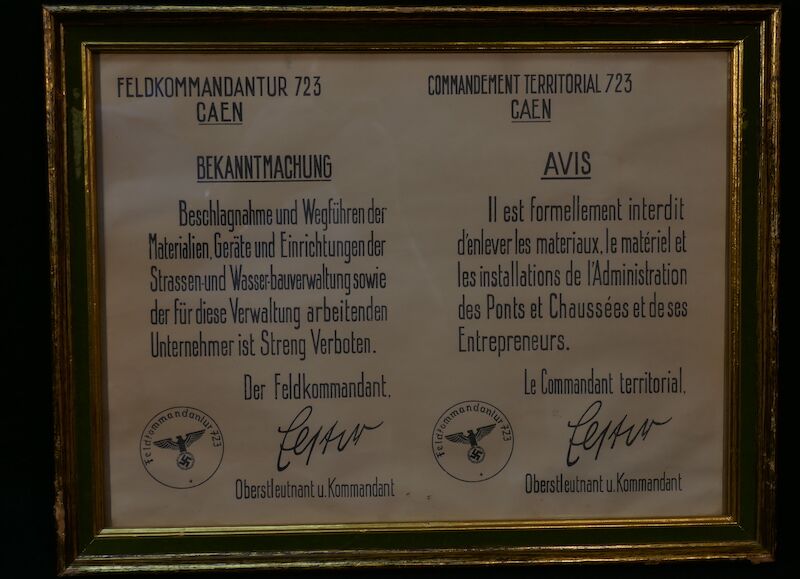 FELDKOMMANDANTUR 723
CAEN
BEKANNTMACHUNG
Beschlagnahme und Wegführen der
Materialien, Geräte und Einrichtungen der
Strassen-und Wasser-bauverwaltung sowie
der für diese Verwaltung arbeitenden
Unternehmer ist Streng Verboten.
Der Feldkommandant,
Feldkommandantur 723
Oberstleutnant u. Kommandant
COMMANDEMENT TERRITORIAL 723
CAEN
AVIS
Il est formellement interdit
d'enlever les materiaux, le matériel et
les installations de l'Administration
des Ponts et Chaussées et de ses
Entrepreneurs.
Le Commandant territorial,
Feldkommandantur 723
Oberstleutnant u. Kommandant